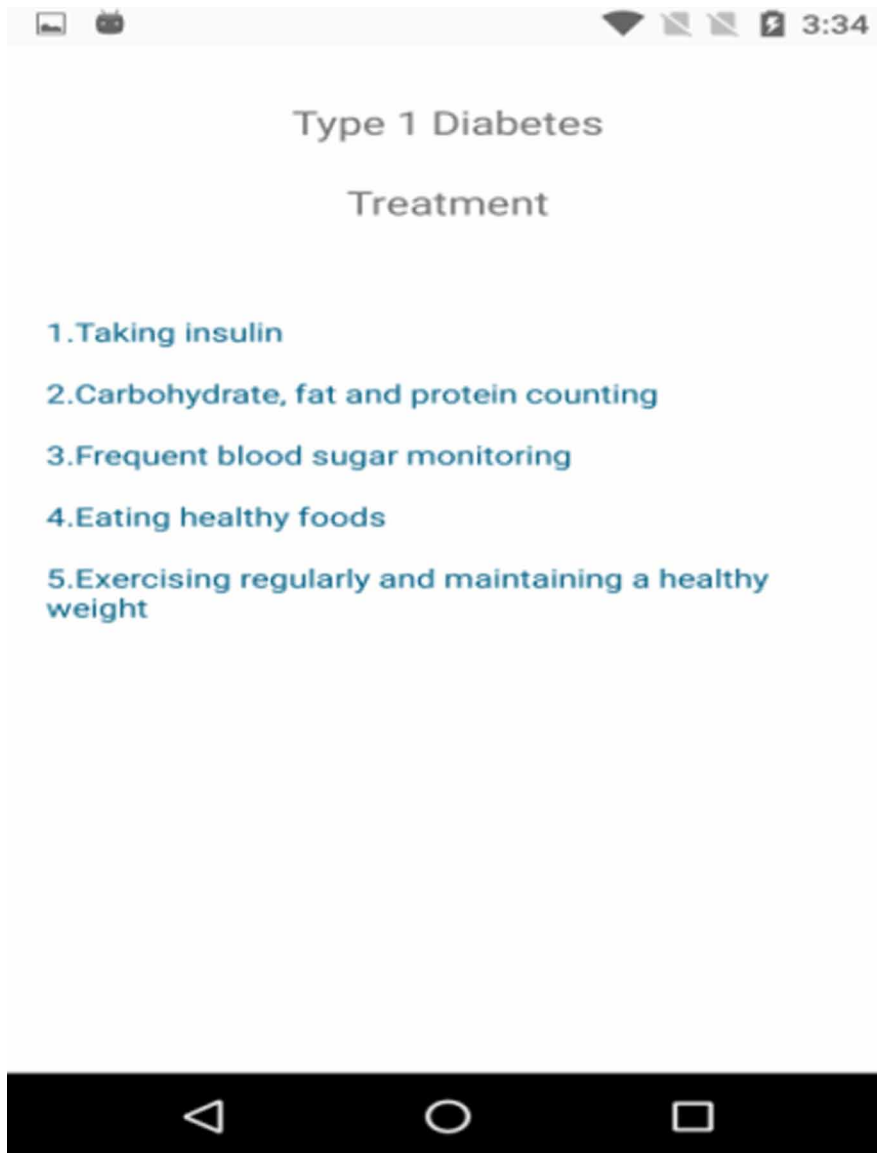 3:34
Type 1 Diabetes
Treatment
1.Taking insulin
2.Carbohydrate, fat and protein counting
3.Frequent blood sugar monitoring
4.Eating healthy foods
5.Exercising regularly and maintaining a healthy
weight